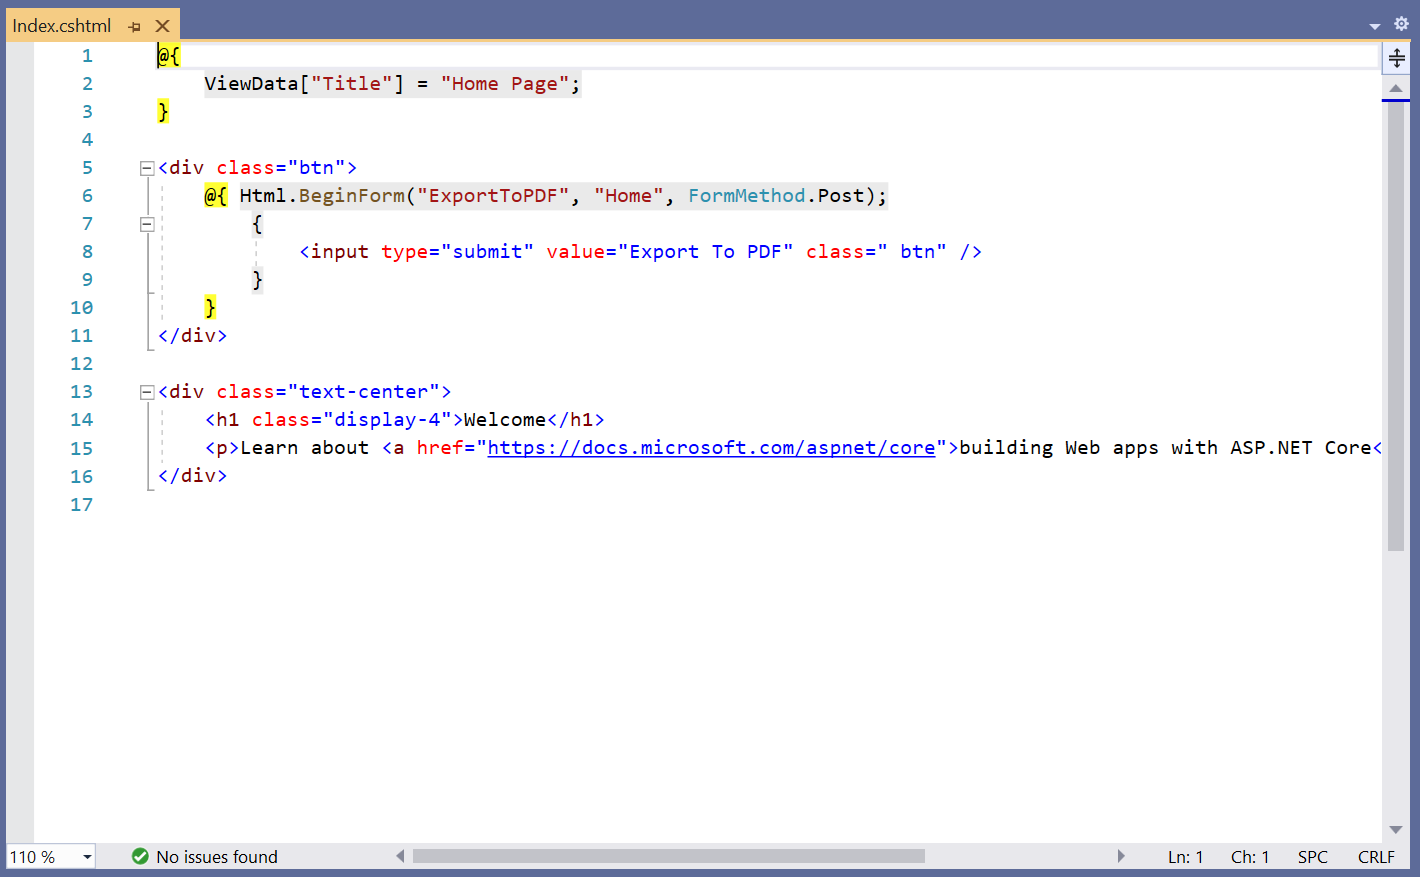 Index.cshtml
1 @{
2     ViewData["Title"] = "Home Page";
3 }
4
5 <div class="btn">
6     @{ Html.BeginForm("ExportToPDF", "Home", FormMethod.Post);
7         {
8             <input type="submit" value="Export To PDF" class=" btn" />
9         }
10     }
11 </div>
12
13 <div class="text-center">
14     <h1 class="display-4">Welcome</h1>
15     <p>Learn about <a href="https://docs.microsoft.com/aspnet/core">building Web apps with ASP.NET Core<
16 </div>
17
110 % No issues found Ln: 1 Ch: 1 SPC CRLF